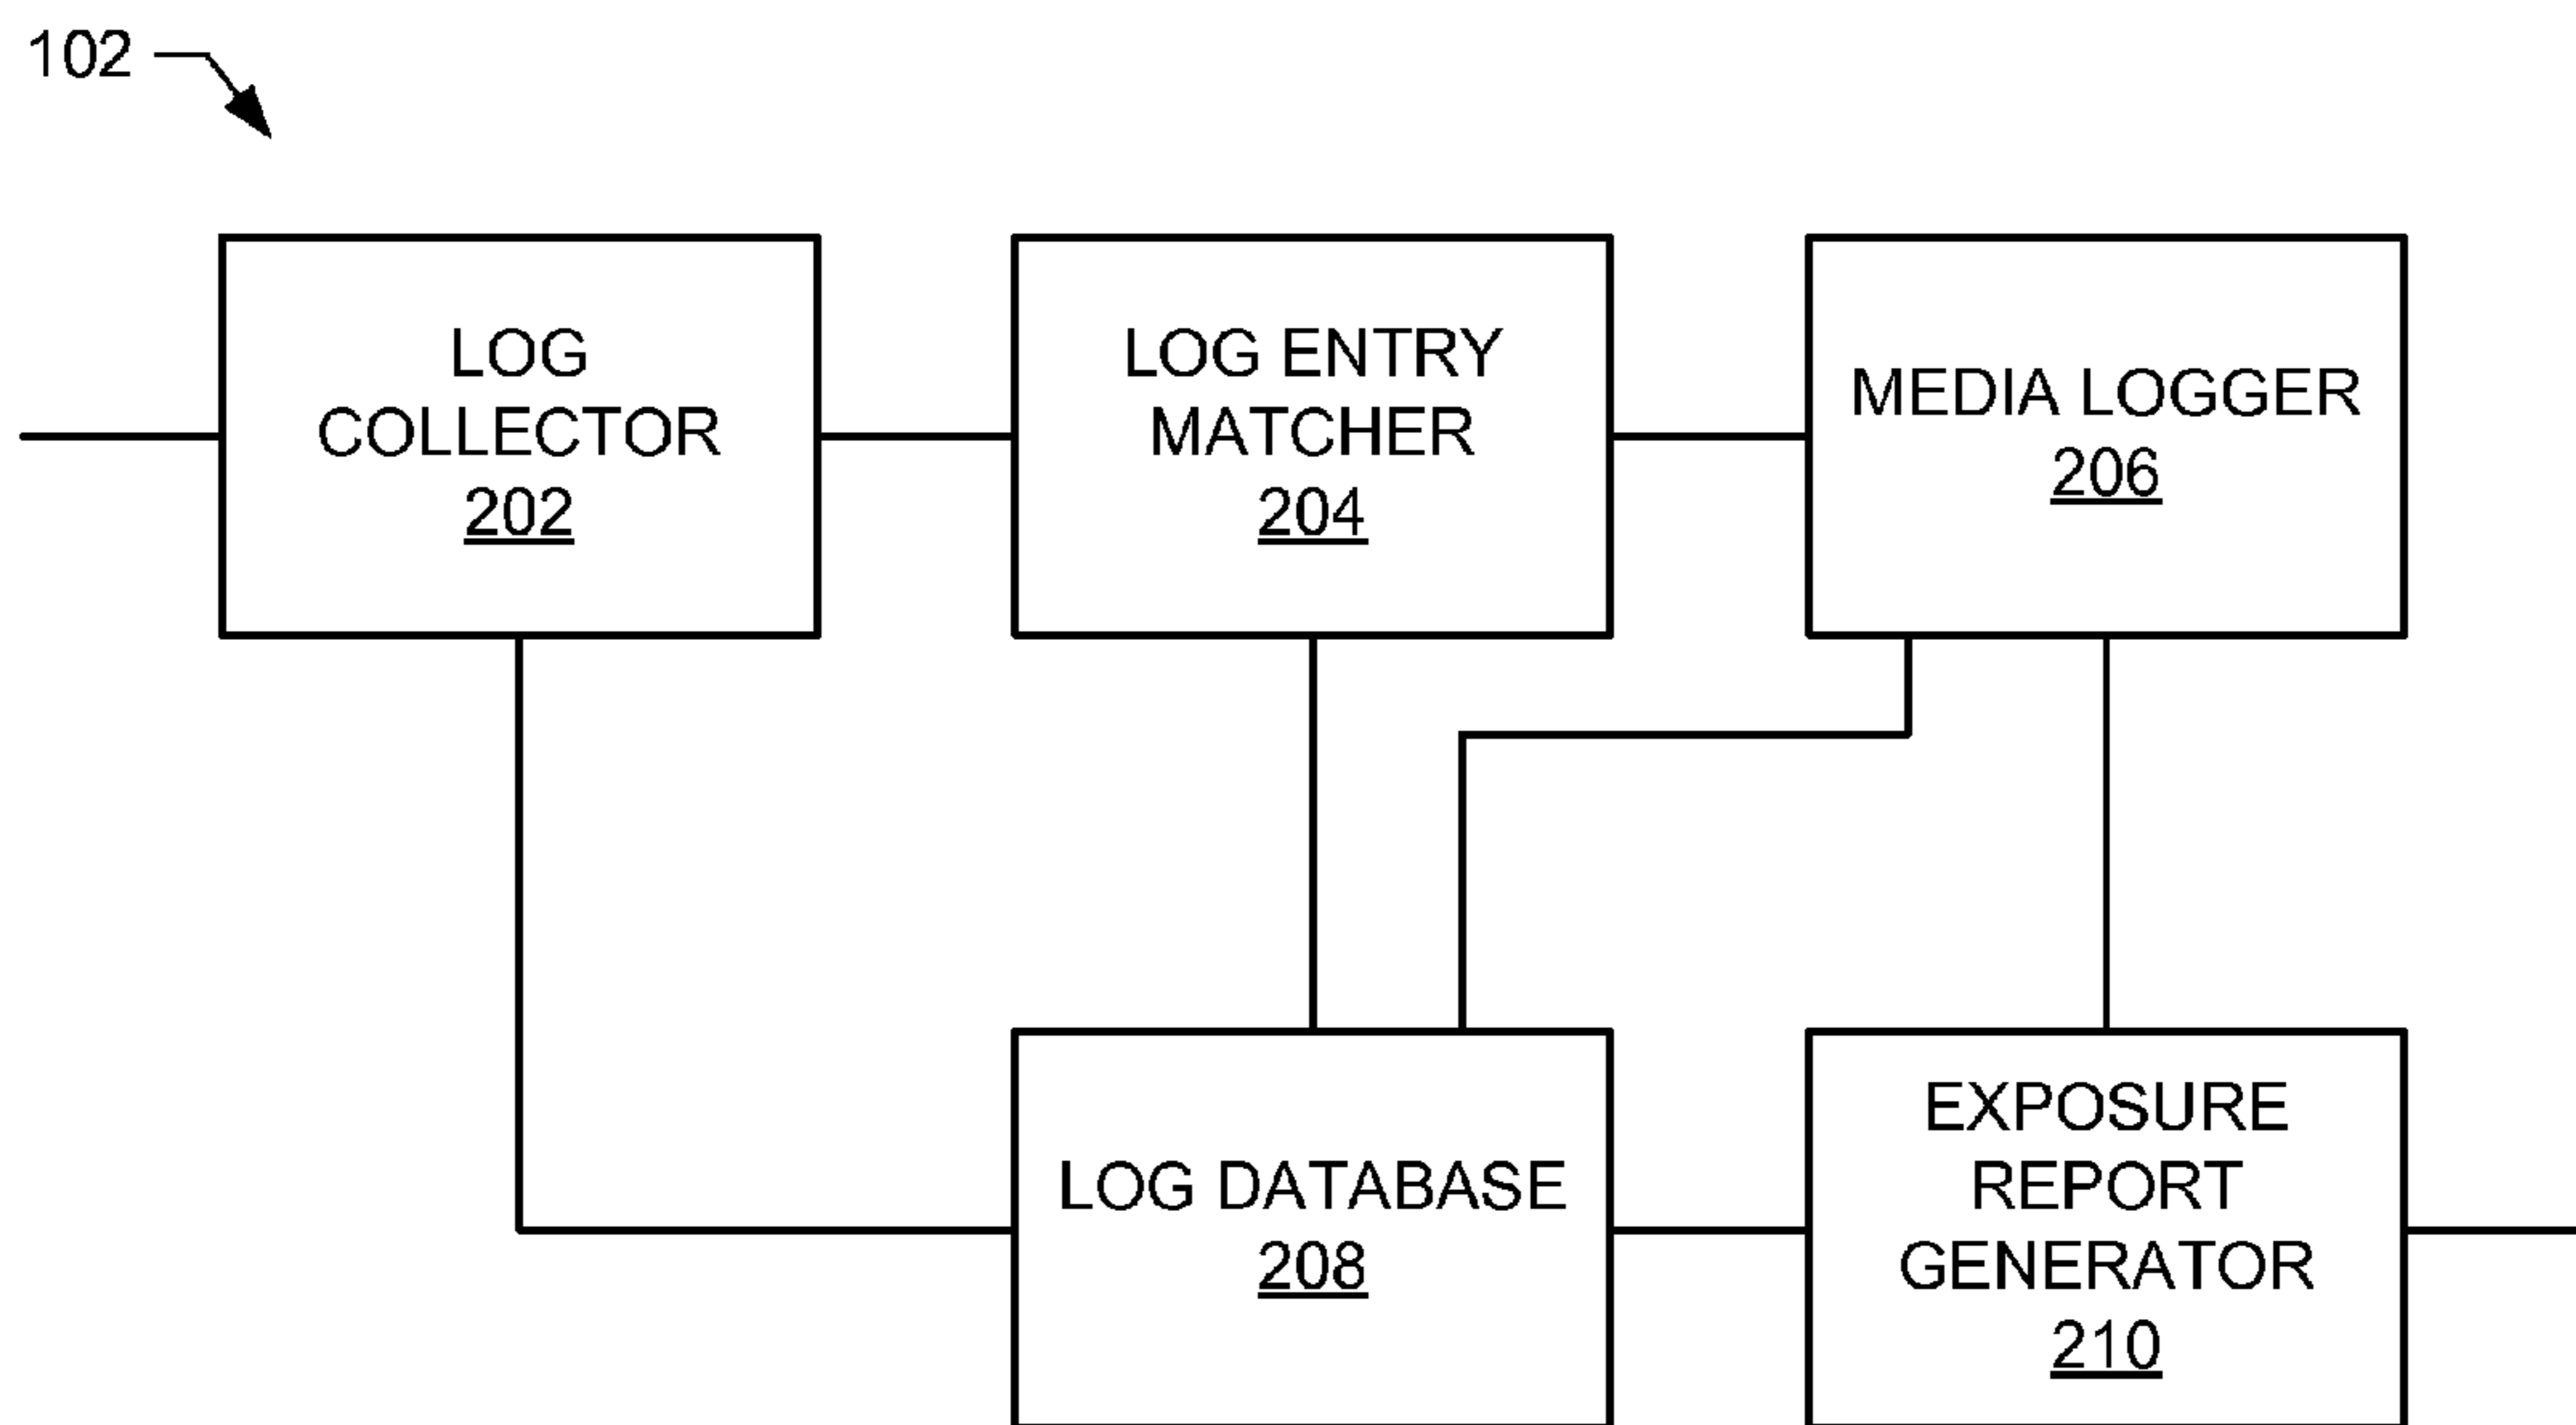 102
LOG
COLLECTOR
202
LOG ENTRY
MATCHER
204
MEDIA LOGGER
206
LOG DATABASE
208
EXPOSURE
REPORT
GENERATOR
210